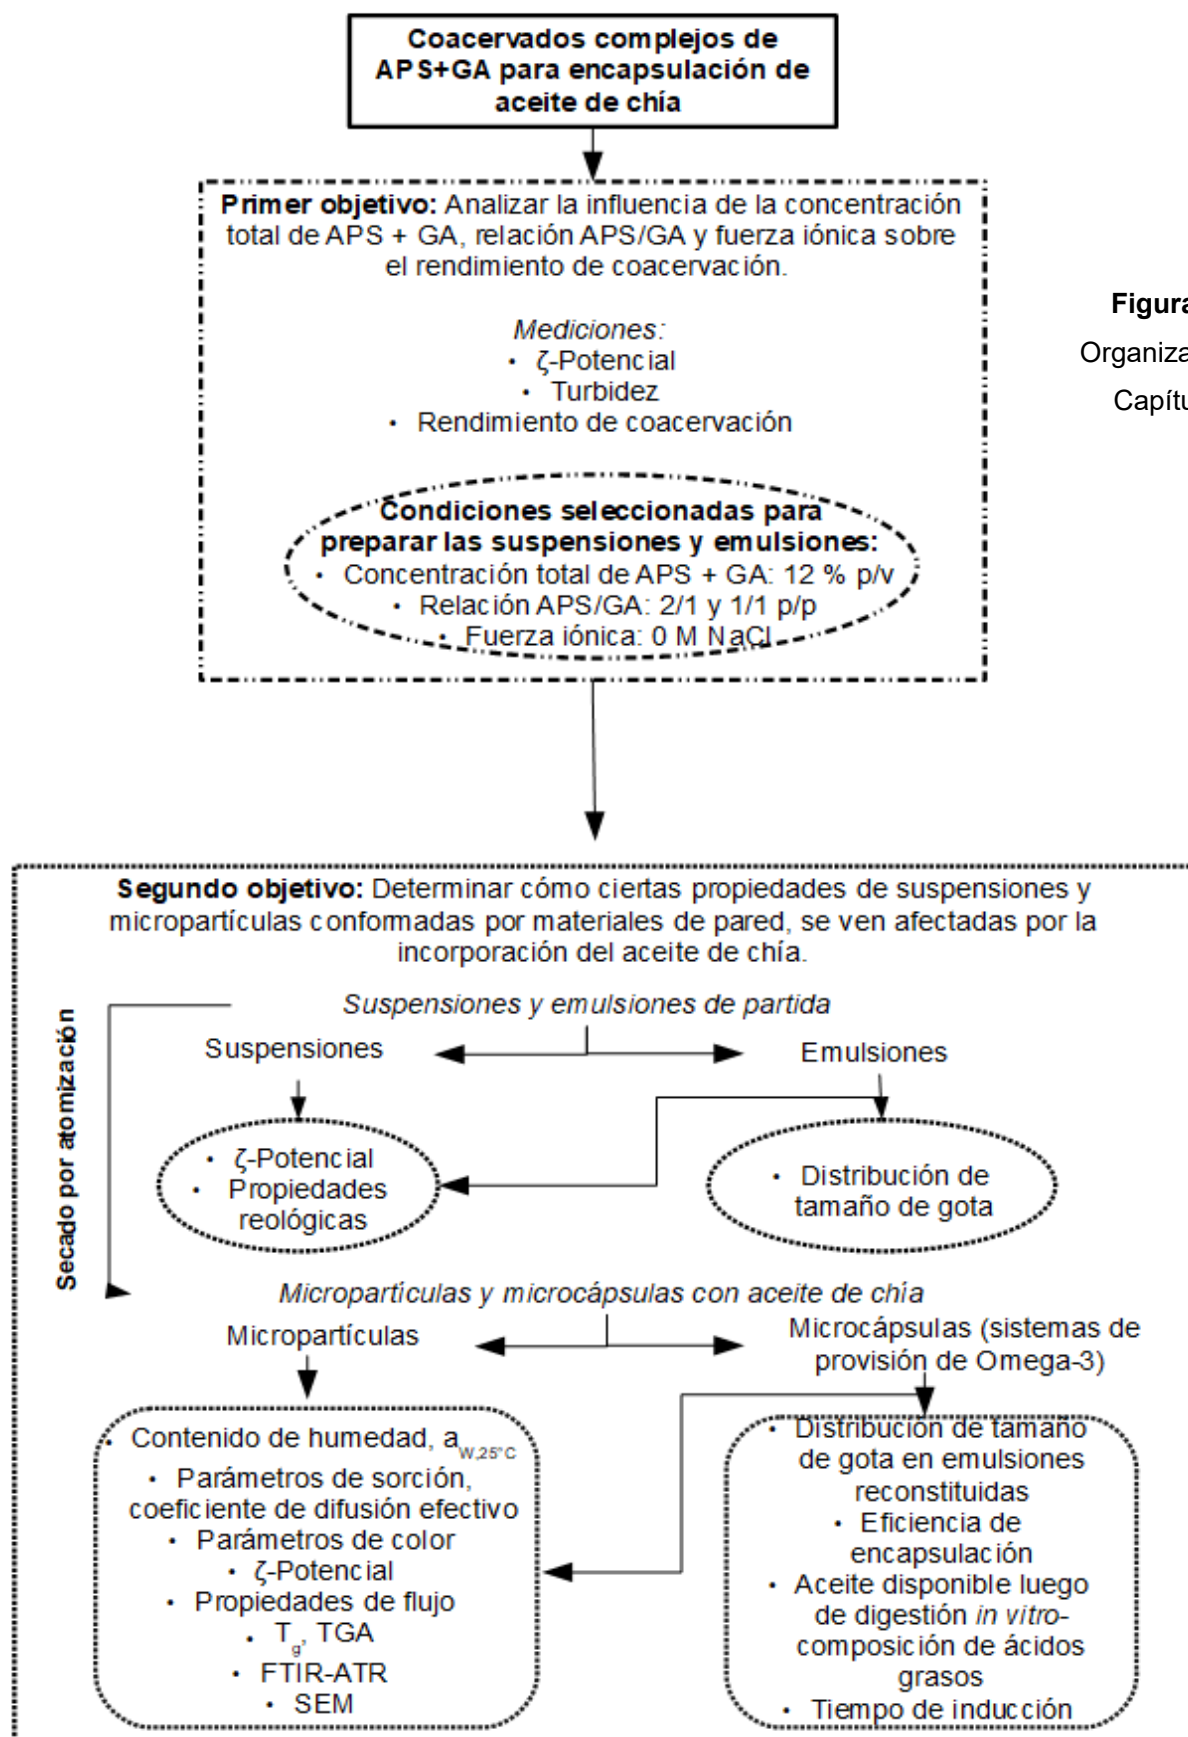 Coacervados complejos de
APS+GA para encapsulación de
aceite de chía
Primer objetivo: Analizar la influencia de la concentración
total de APS + GA, relación APS/GA y fuerza iónica sobre
el rendimiento de coacervación.
Mediciones:
• ζ-Potencial
• Turbidez
• Rendimiento de coacervación
Figura
Organiza
Capítu
Condiciones seleccionadas para
preparar las suspensiones y emulsiones:
• Concentración total de APS + GA: 12 % p/v
• Relación APS/GA: 2/1 y 1/1 p/p
• Fuerza iónica: 0 M NaCl
Segundo objetivo: Determinar cómo ciertas propiedades de suspensiones y
micropartículas conformadas por materiales de pared, se ven afectadas por la
incorporación del aceite de chía.
Secado por atomización
Suspensiones y emulsiones de partida
Suspensiones
Emulsiones
• ζ-Potencial
• Propiedades
reológicas
• Distribución de
tamaño de gota
Micropartículas y microcápsulas con aceite de chía
Micropartículas
Microcápsulas (sistemas de
provisión de Omega-3)
• Contenido de humedad, aW,25°C
• Parámetros de sorción,
coeficiente de difusión efectivo
• Parámetros de color
• ζ-Potencial
• Propiedades de flujo
• Tg, TGA
• FTIR-ATR
• SEM
• Distribución de tamaño
de gota en emulsiones
reconstituidas
• Eficiencia de
encapsulación
• Aceite disponible luego
de digestión in vitro-
composición de ácidos
grasos
• Tiempo de inducción